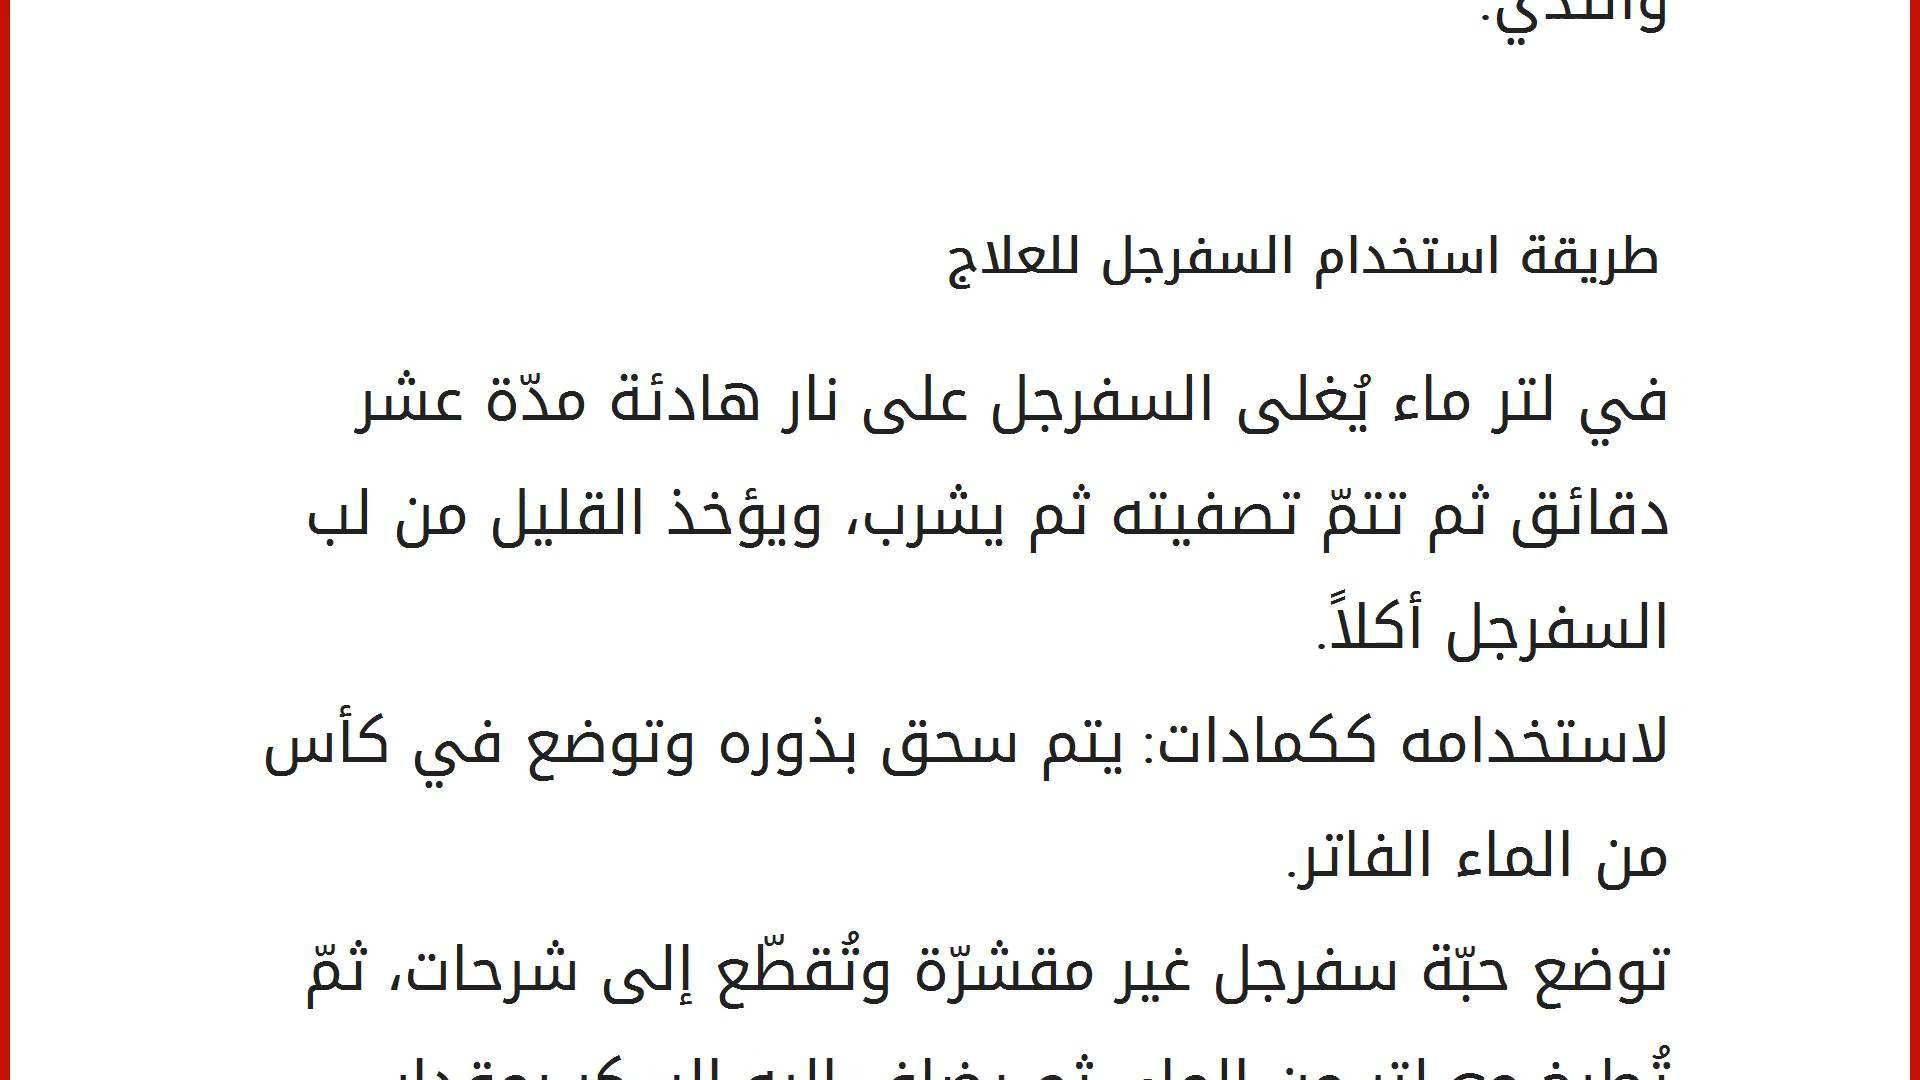 والثدي.
طريقة استخدام السفرجل للعلاج
في لتر ماء يُغلى السفرجل على نار هادئة مدّة عشر
دقائق ثم تتمّ تصفيته ثم يشرب، ويؤخذ القليل من لب
السفرجل أكلاً.
لاستخدامه ككمادات: يتم سحق بذوره وتوضع في كأس
من الماء الفاتر.
توضع حبّة سفرجل غير مقشرّة وتُقطّع إلى شرحات، ثمّ